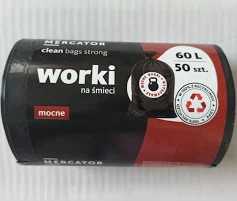 MERCATOR
clean bags strong
worki
na śmieci
mocne
60 L
50 szt.
MERCATOR